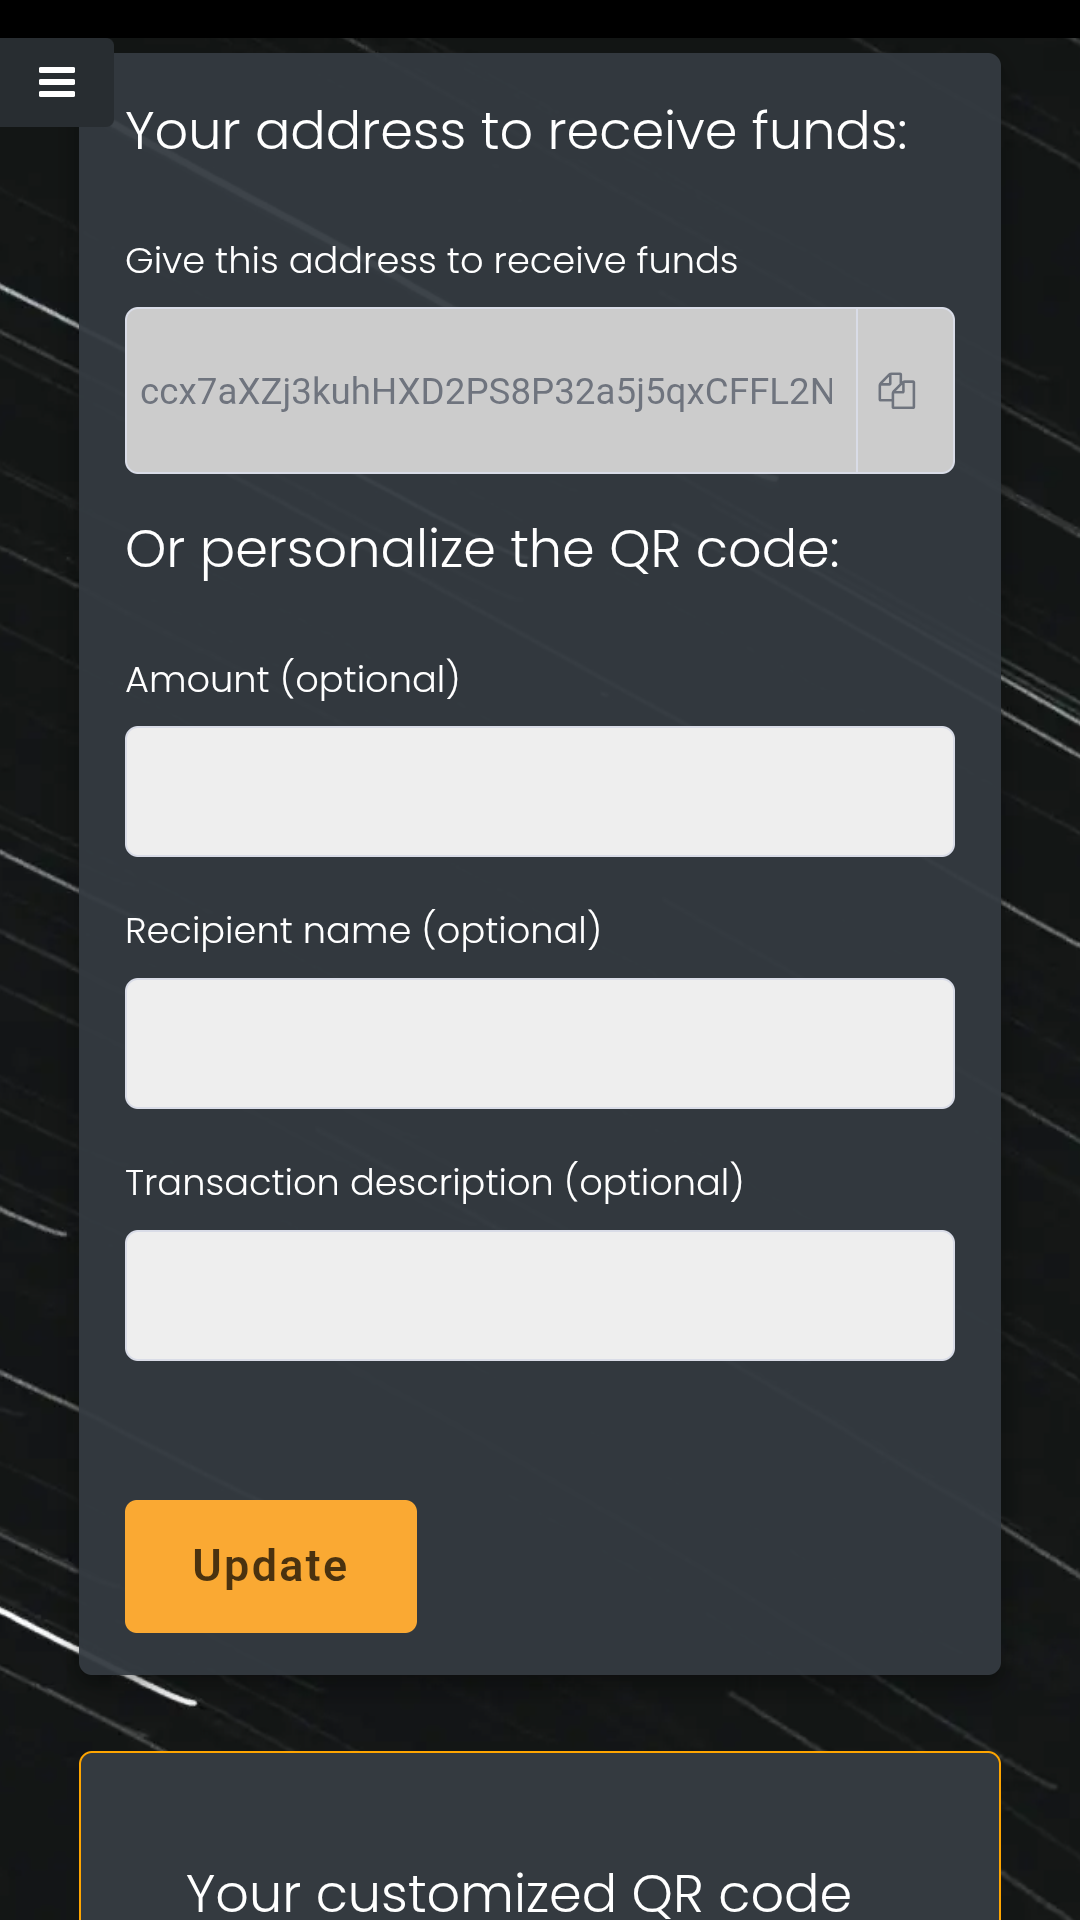 Your address to receive funds:
Give this address to receive funds
ccx7aXZj3kuhHXD2PS8P32a5j5qxCFFL2N
Or personalize the QR code:
Amount (optional)
Recipient name (optional)
Transaction description (optional)
Update
Your customized QR code